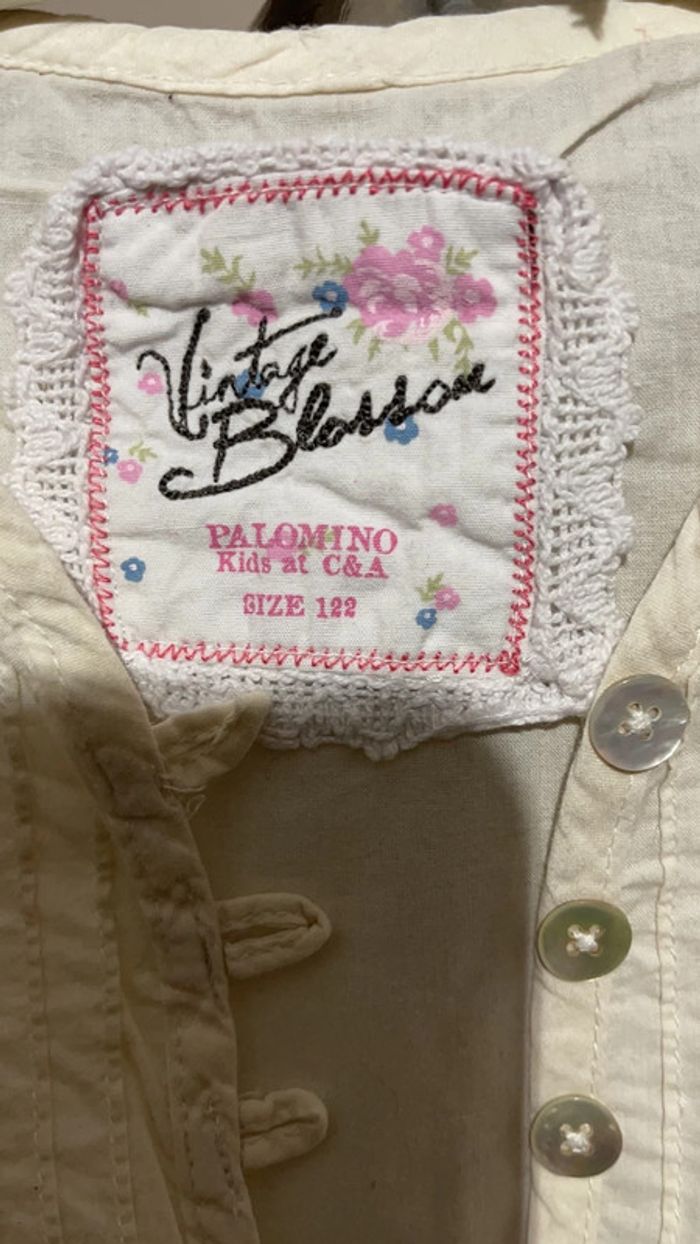 Vintage
Blossom
PALOMINO
Kids at C&A
SIZE 122